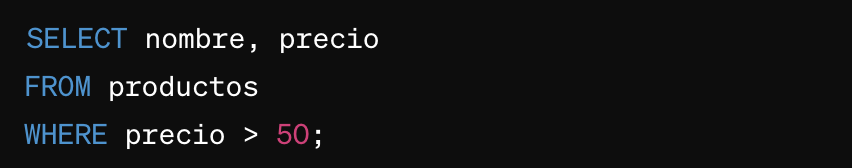 SELECT nombre, precio
FROM productos
WHERE precio > 50;